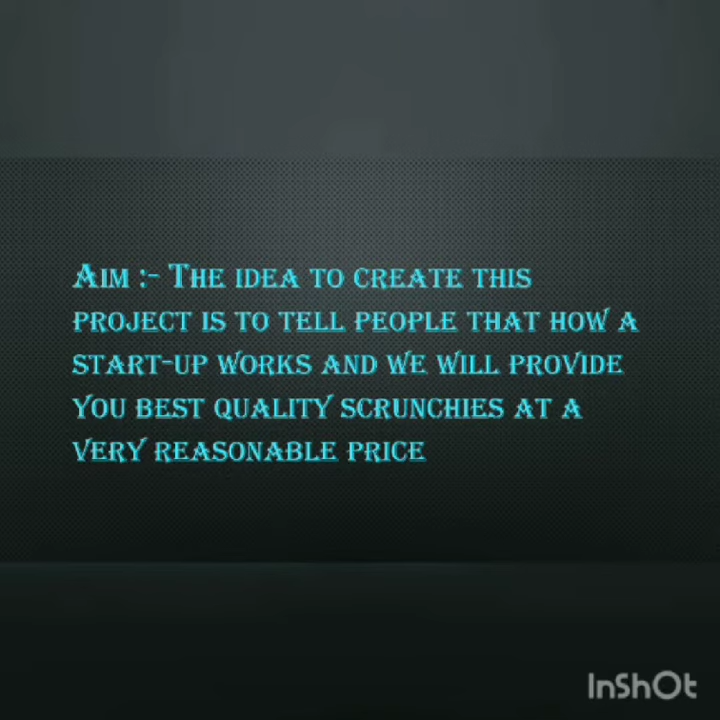 Aim :- The idea to create this
project is to tell people that how a
start-up works and we will provide
you best quality scrunchies at a
very reasonable price
InShOt